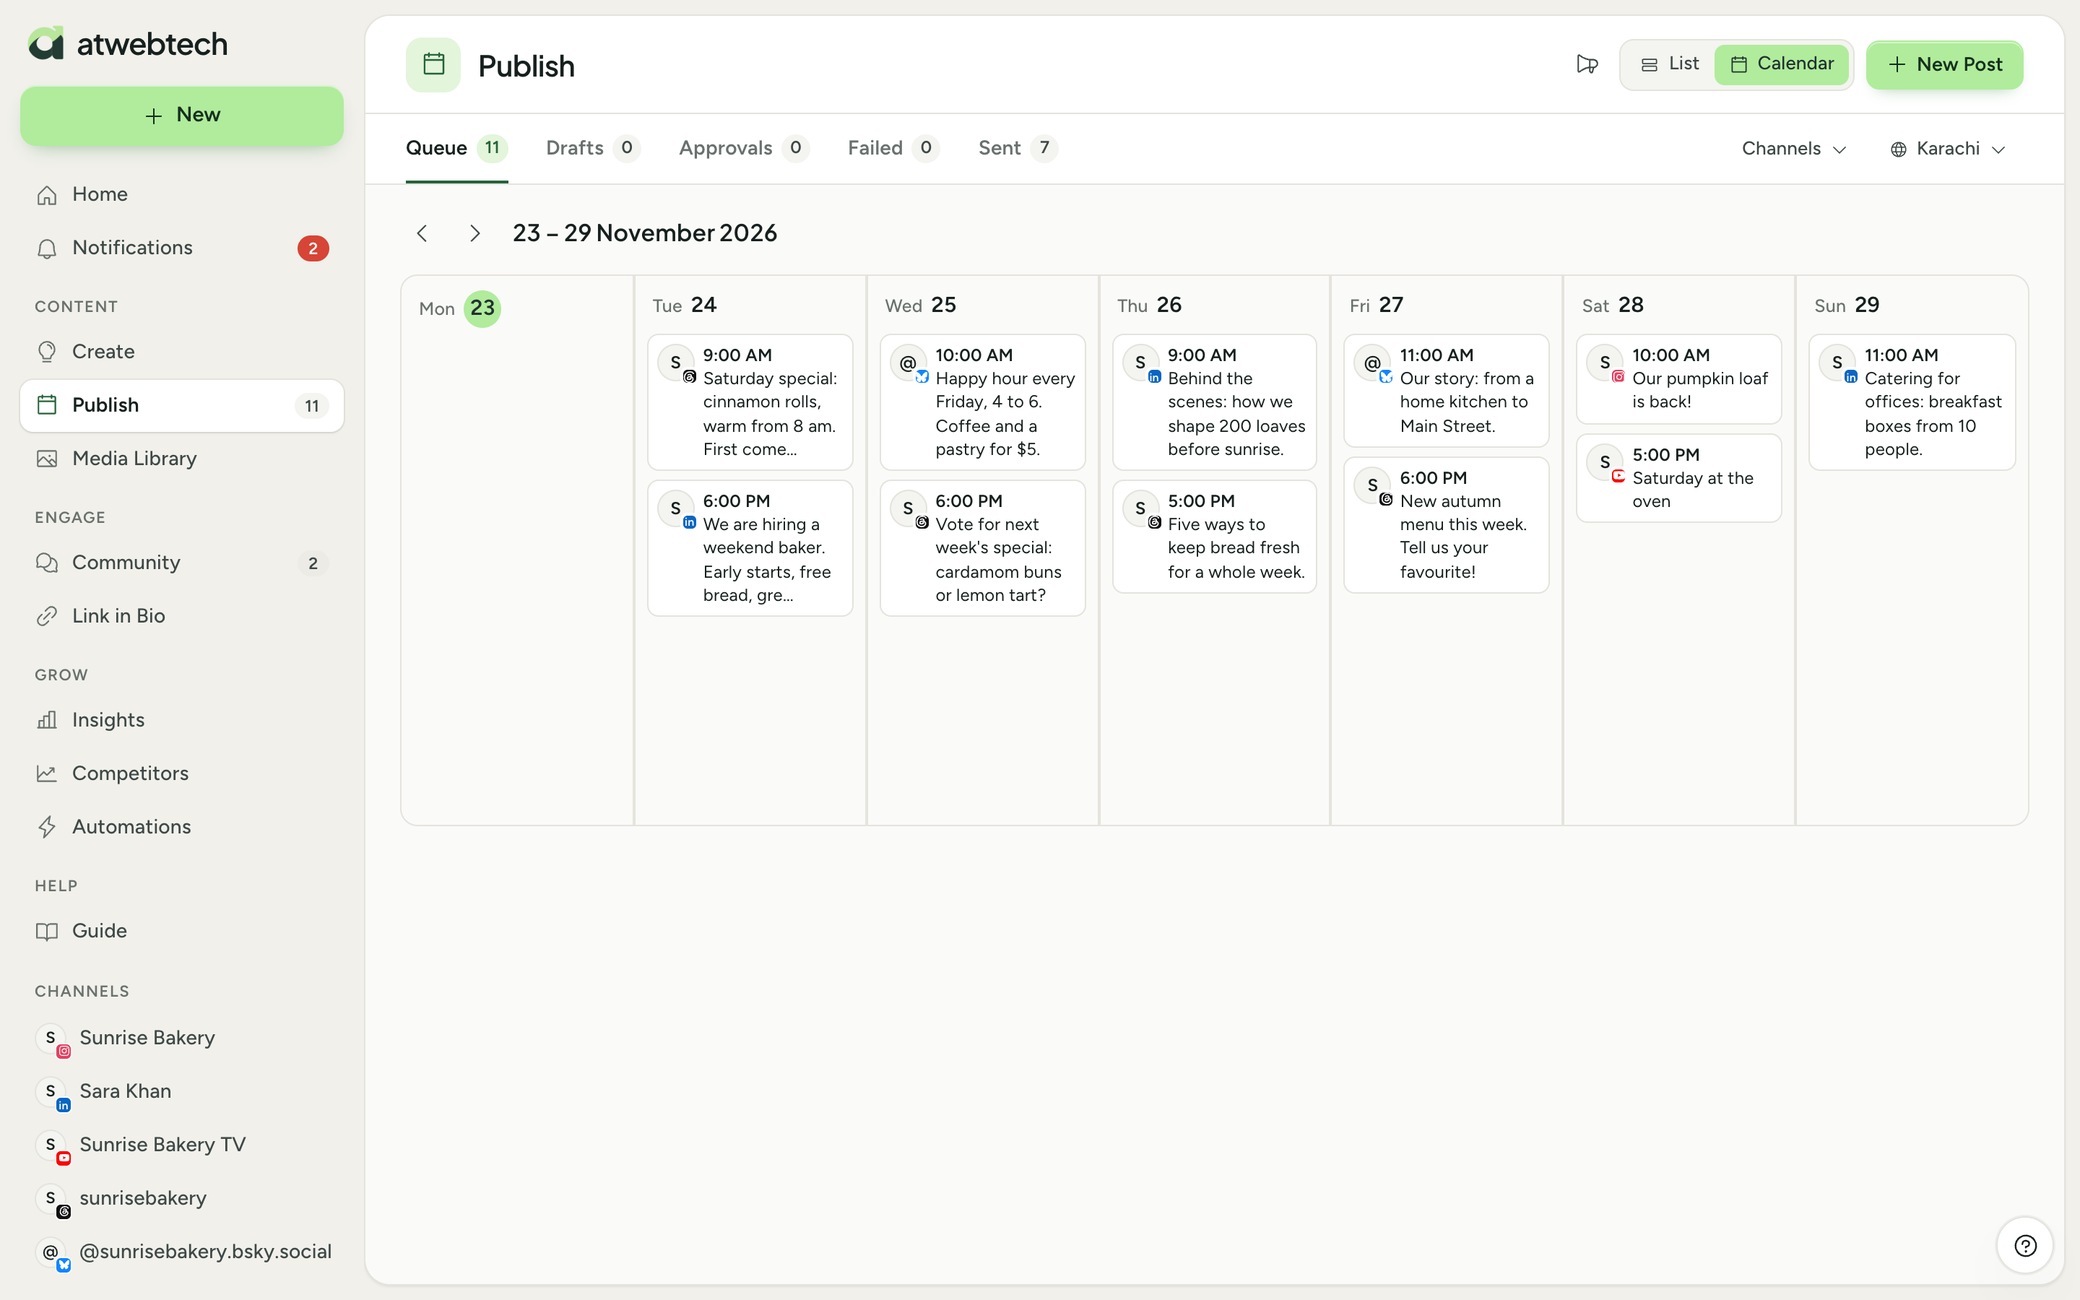 atwebtech
New
Home
Notifications 2
CONTENT
Create
Publish 11
Media Library
ENGAGE
Community 2
Link in Bio
GROW
Insights
Competitors
Automations
HELP
Guide
CHANNELS
S Sunrise Bakery
S Sara Khan
S Sunrise Bakery TV
S sunrisebakery
@ @sunrisebakery.bsky.social
Publish
List
Calendar
New Post
Queue 11
Drafts 0
Approvals 0
Failed 0
Sent 7
Channels
Karachi
23 – 29 November 2026
Mon 23
Tue 24
S
9:00 AM
Saturday special:
cinnamon rolls,
warm from 8 am.
First come...
S
6:00 PM
We are hiring a
weekend baker.
Early starts, free
bread, gre...
Wed 25
@
10:00 AM
Happy hour every
Friday, 4 to 6.
Coffee and a
pastry for $5.
S
6:00 PM
Vote for next
week's special:
cardamom buns
or lemon tart?
Thu 26
S
9:00 AM
Behind the
scenes: how we
shape 200 loaves
before sunrise.
S
5:00 PM
Five ways to
keep bread fresh
for a whole week.
Fri 27
@
11:00 AM
Our story: from a
home kitchen to
Main Street.
S
6:00 PM
New autumn
menu this week.
Tell us your
favourite!
Sat 28
S
10:00 AM
Our pumpkin loaf
is back!
S
5:00 PM
Saturday at the
oven
Sun 29
S
11:00 AM
Catering for
offices: breakfast
boxes from 10
people.